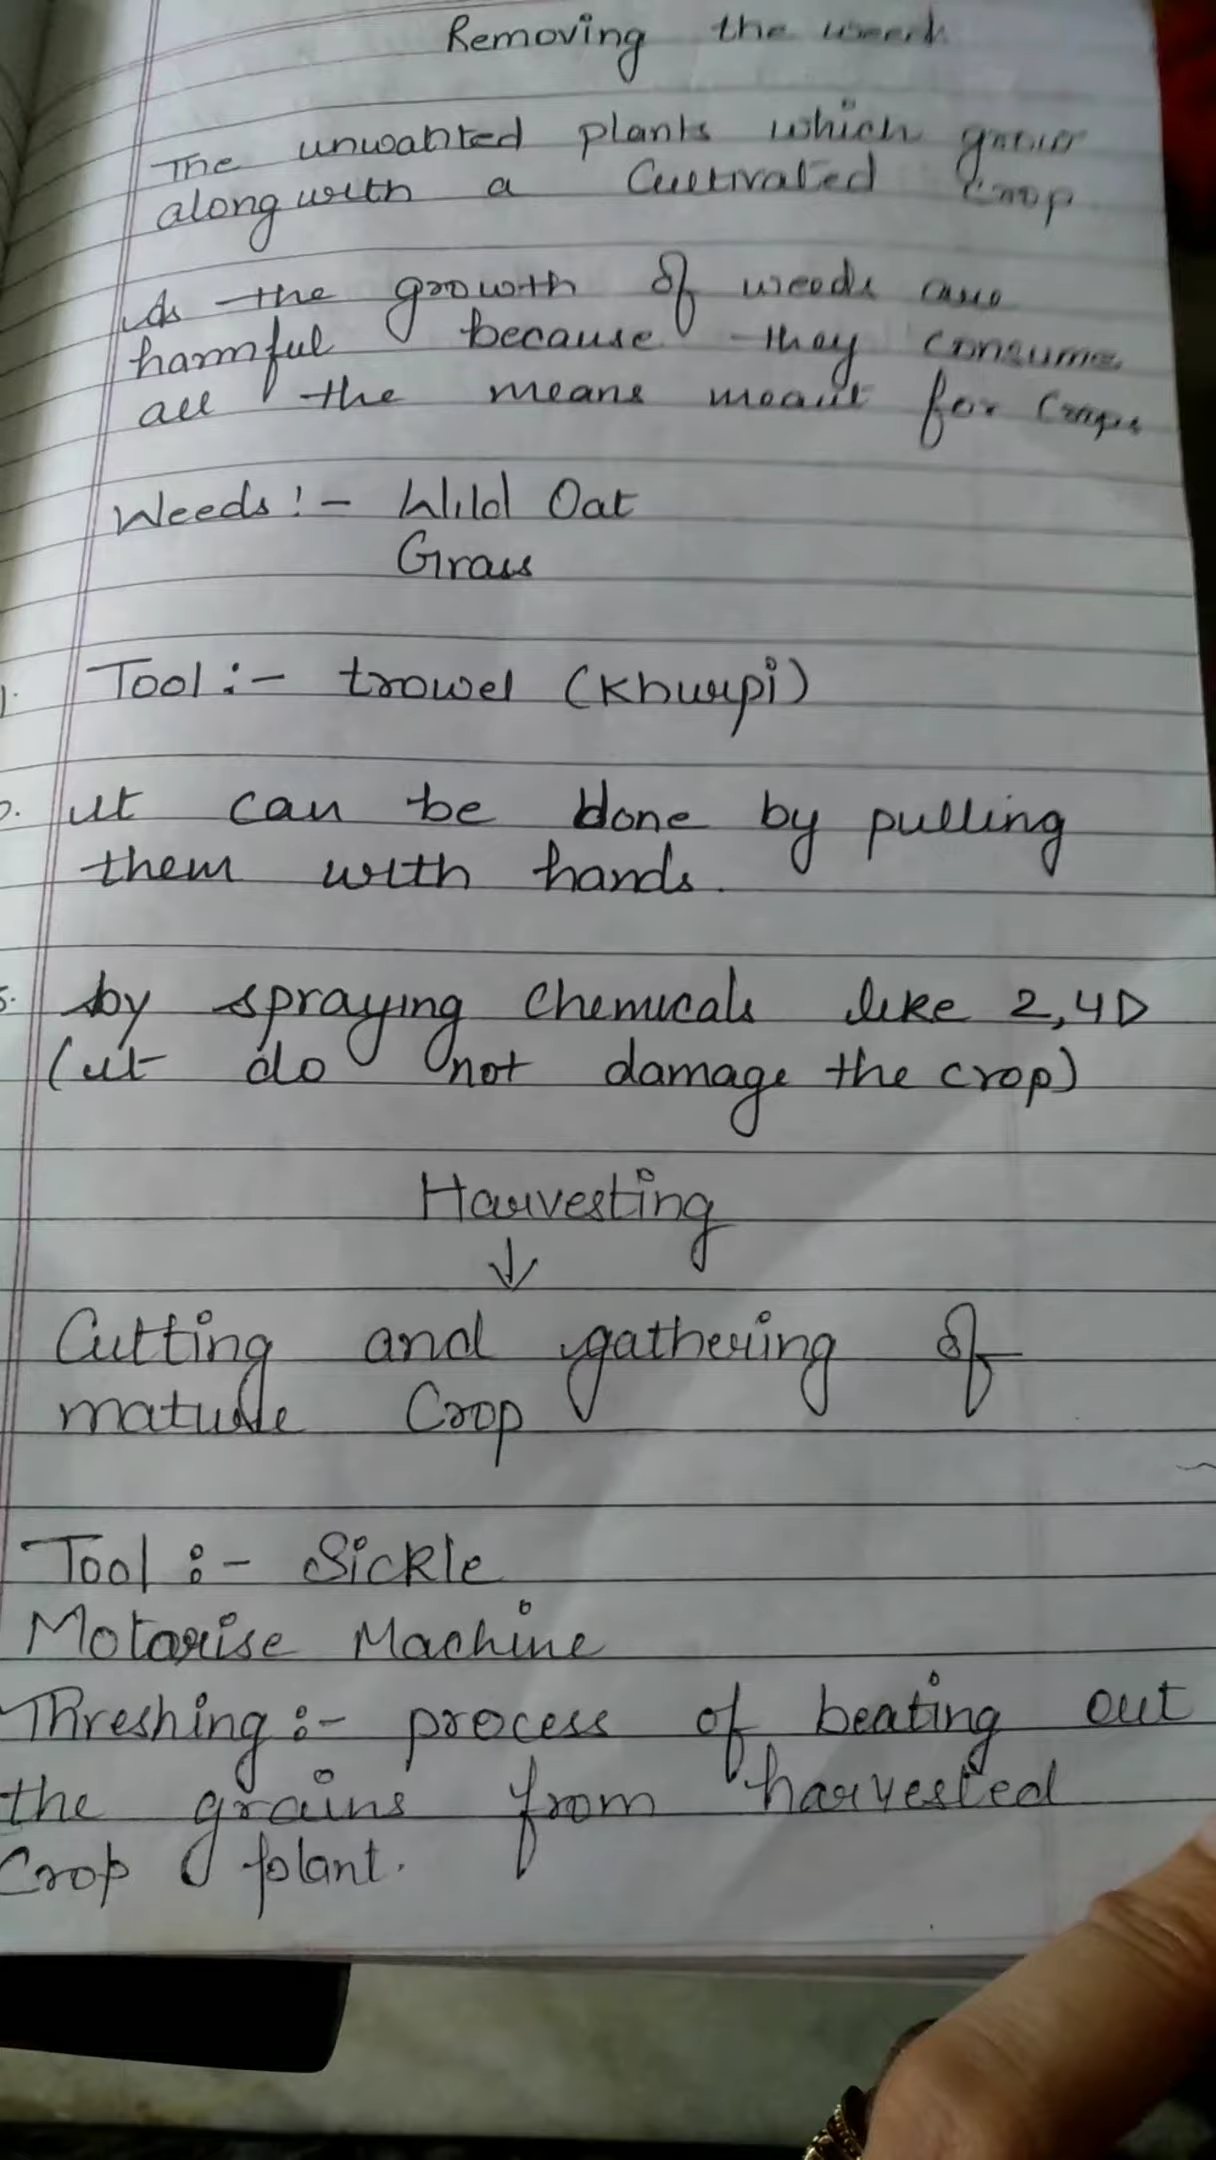 Removing the weeds
The unwanted plants which grow
along with a Cultivated Crop
As the growth of weeds are
harmful because they consume
all the means meant for Crops
Weeds :- Wild Oat
Grass
1. Tool :- trowel (Khurpi)
2. it can be done by pulling
them with hands.
3. by spraying chemicals like 2,4D
(it do not damage the crop)
Harvesting
↓
Cutting and gathering of
mature Crop
Tool :- Sickle
Motarise Machine
Threshing :- process of beating out
the grains from harvested
Crop plant.